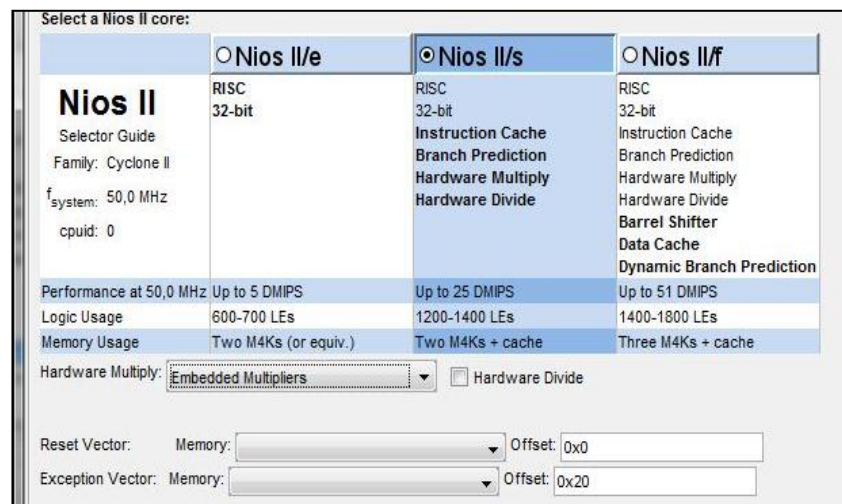 Select a Nios II core:
Nios II/e Nios II/s Nios II/f
Nios II
Selector Guide
Family: Cyclone II
fsystem: 50,0 MHz
cpuid: 0
RISC
32-bit
RISC
32-bit
Instruction Cache
Branch Prediction
Hardware Multiply
Hardware Divide
RISC
32-bit
Instruction Cache
Branch Prediction
Hardware Multiply
Hardware Divide
Barrel Shifter
Data Cache
Dynamic Branch Prediction
Performance at 50,0 MHz Up to 5 DMIPS Up to 25 DMIPS Up to 51 DMIPS
Logic Usage 600-700 LEs 1200-1400 LEs 1400-1800 LEs
Memory Usage Two M4Ks (or equiv.) Two M4Ks + cache Three M4Ks + cache
Hardware Multiply: Embedded Multipliers Hardware Divide
Reset Vector: Memory: Offset: 0x0
Exception Vector: Memory: Offset: 0x20